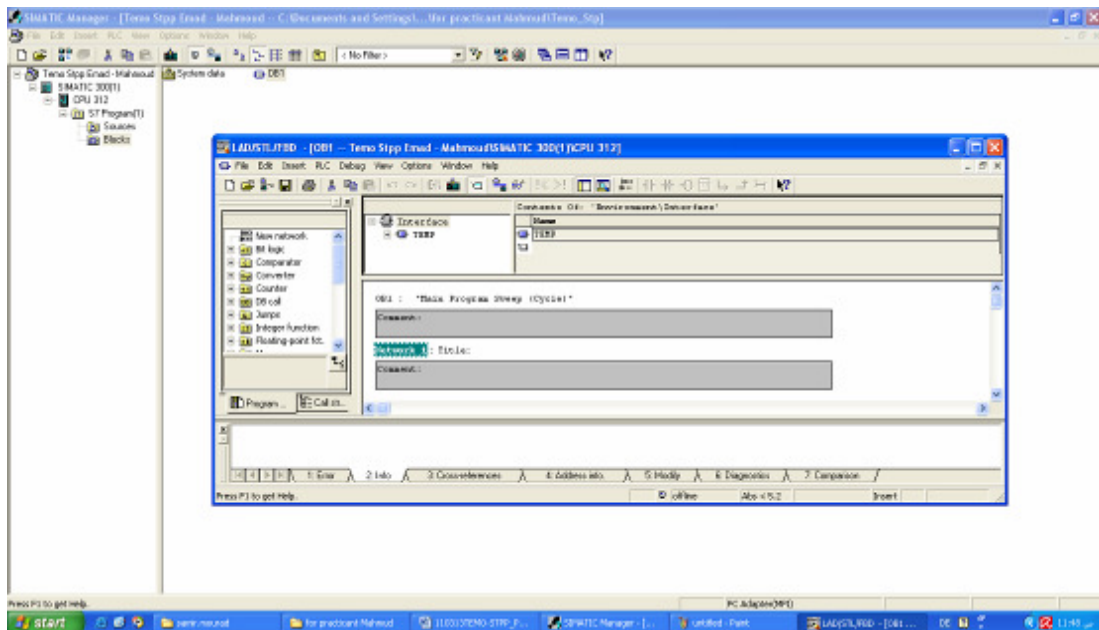 SIMATIC Manager - [Temo Stpp Emad - Mahmoud -- C:\Documents and Settings\...\for practicant Mahmud\Temo_Stp]
File Edit Insert PLC View Options Window Help
< No Filter >
Temo Stpp Emad - Mahmoud
SIMATIC 300(1)
CPU 312
S7 Program(1)
Sources
Blocks
System data
OB1
LAD/STL/FBD - [OB1 -- Temo Stpp Emad - Mahmoud\SIMATIC 300(1)\CPU 312]
File Edit Insert PLC Debug View Options Window Help
New network
Bit logic
Comparator
Converter
Counter
DB call
Jumps
Integer function
Floating-point fct.
Program ...
Call st...
Contents Of: 'Environment\Interface'
Interface
TEMP
Name
TEMP
OB1 : "Main Program Sweep (Cycle)"
Comment:
Network 1: Title:
Comment:
1: Error
2: Info
3: Cross-references
4: Address info.
5: Modify
6: Diagnostics
7: Comparison
Press F1 to get Help.
offline
Abs < 5.2
Insert
Press F1 to get Help.
PC Adapter(MPI)
start
for practicant Mahmud
SIMATIC Manager - [...
untitled - Paint
LAD/STL/FBD - [OB1 ...
DE
11:43